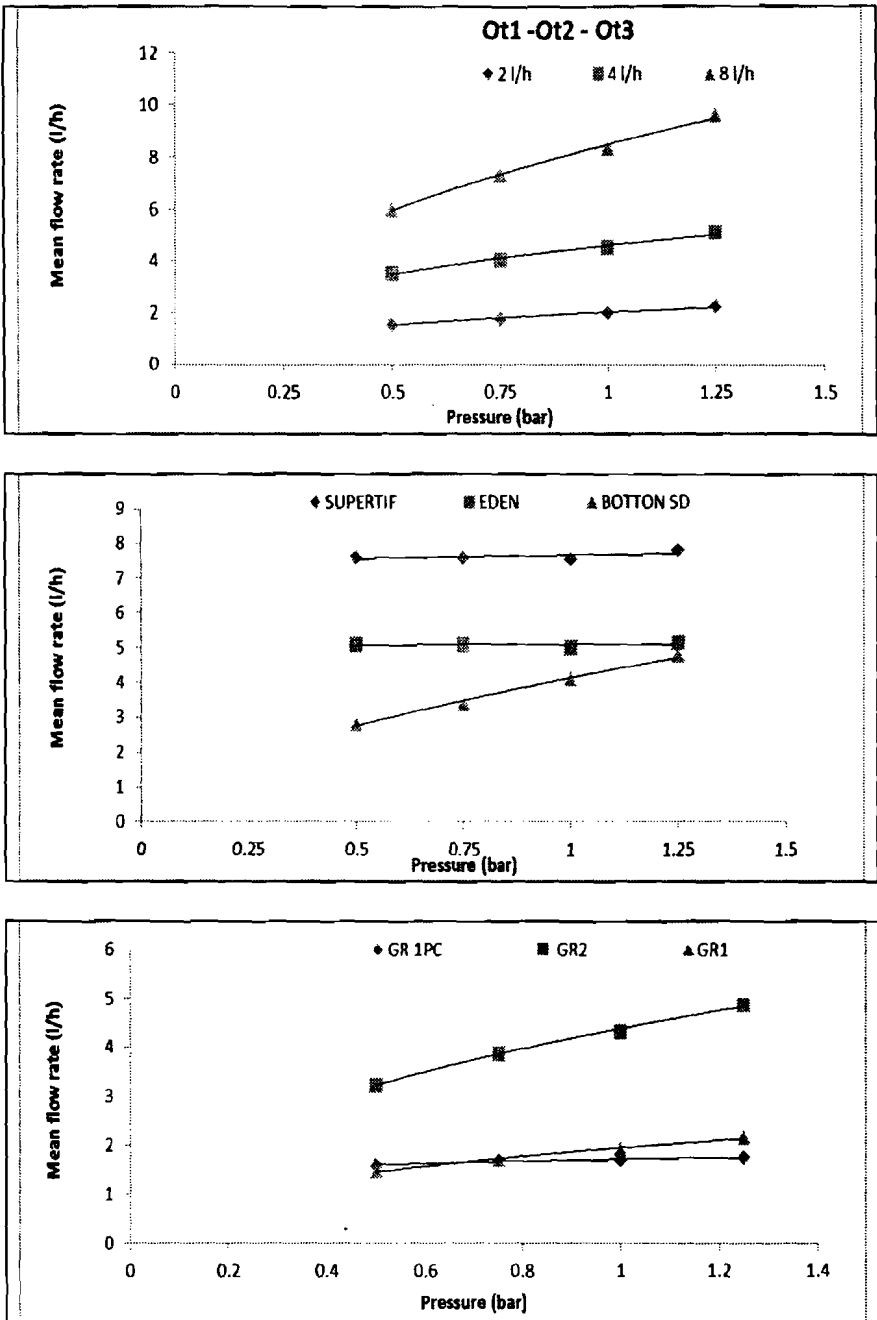 Ot1 -Ot2 - Ot3
2 l/h 4 l/h 8 l/h
Mean flow rate (l/h)
12
10
8
6
4
2
0
0 0.25 0.5 0.75 1 1.25 1.5
Pressure (bar)
SUPERTIF EDEN BOTTON SD
Mean flow rate (l/h)
9
8
7
6
5
4
3
2
1
0
0 0.25 0.5 0.75 1 1.25 1.5
Pressure (bar)
GR 1PC GR2 GR1
Mean flow rate (l/h)
6
5
4
3
2
1
0
0 0.2 0.4 0.6 0.8 1 1.2 1.4
Pressure (bar)